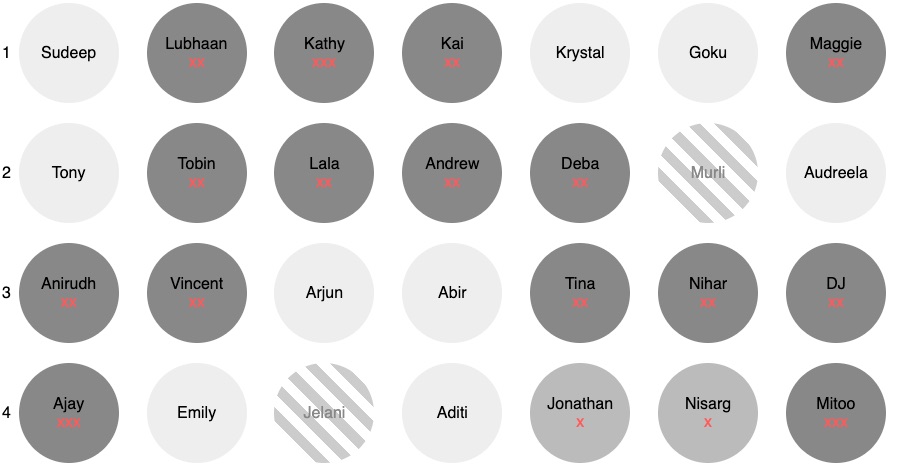 1 Sudeep Lubhaan Kathy Kai Krystal Goku Maggie
xx xxx xx xx
2 Tony Tobin Lala Andrew Deba Murli Audreela
xx xx xx xx
3 Anirudh Vincent Arjun Abir Tina Nihar DJ
xx xx xx xx xx
4 Ajay Emily Jelani Aditi Jonathan Nisarg Mitoo
xxx x x xxx